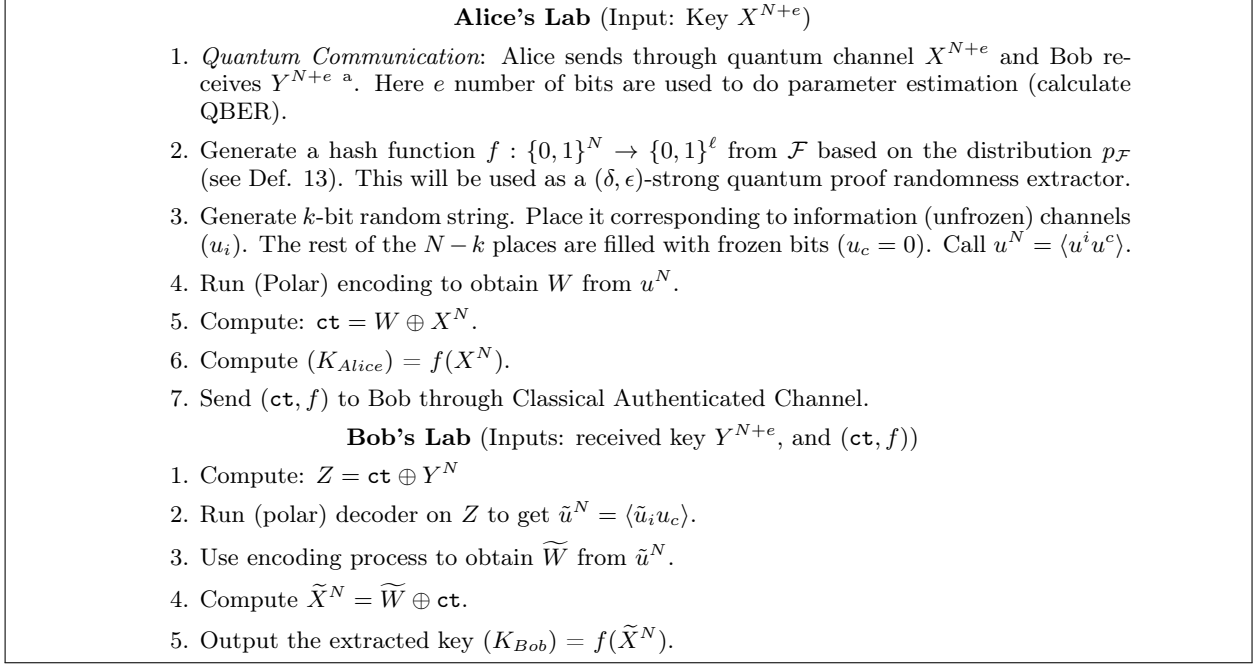 Alice's Lab (Input: Key X^{N+e})
1. Quantum Communication: Alice sends through quantum channel X^{N+e} and Bob re-
ceives Y^{N+e a}. Here e number of bits are used to do parameter estimation (calculate
QBER).
2. Generate a hash function f : {0, 1}^N → {0, 1}^ℓ from ℱ based on the distribution p_ℱ
(see Def. 13). This will be used as a (δ, ϵ)-strong quantum proof randomness extractor.
3. Generate k-bit random string. Place it corresponding to information (unfrozen) channels
(u_i). The rest of the N − k places are filled with frozen bits (u_c = 0). Call u^N = ⟨u^i u^c⟩.
4. Run (Polar) encoding to obtain W from u^N.
5. Compute: ct = W ⊕ X^N.
6. Compute (K_{Alice}) = f(X^N).
7. Send (ct, f) to Bob through Classical Authenticated Channel.
Bob's Lab (Inputs: received key Y^{N+e}, and (ct, f))
1. Compute: Z = ct ⊕ Y^N
2. Run (polar) decoder on Z to get ũ^N = ⟨ũ_i u_c⟩.
3. Use encoding process to obtain W̃ from ũ^N.
4. Compute X̃^N = W̃ ⊕ ct.
5. Output the extracted key (K_{Bob}) = f(X̃^N).